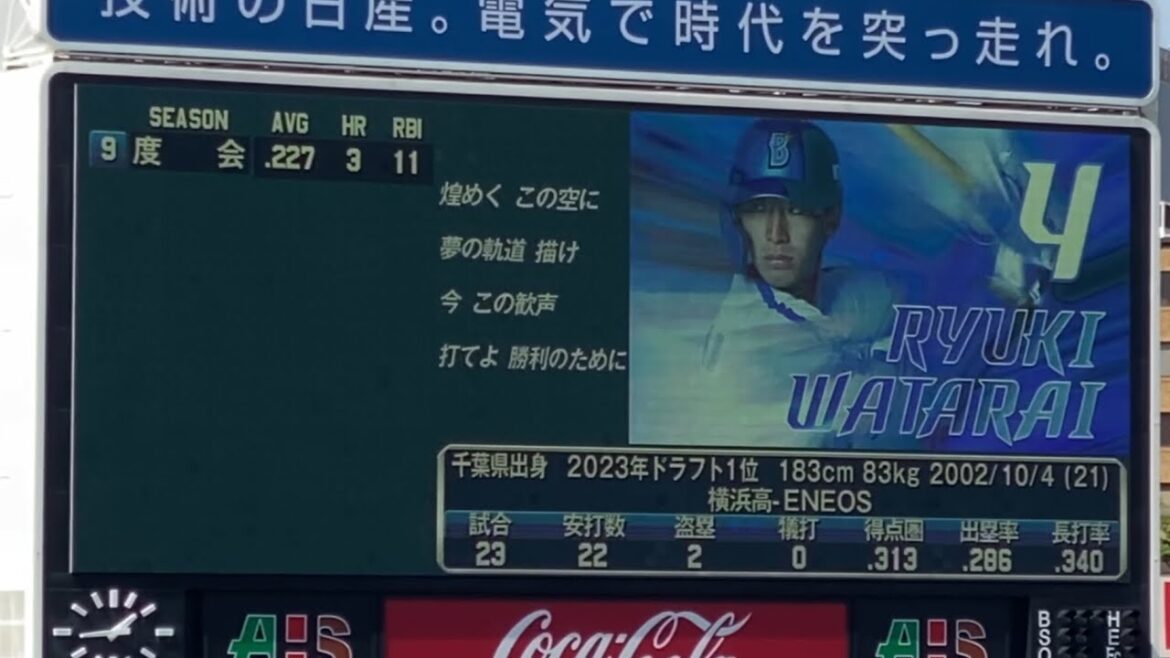 技術の日産。電気で時代を突っ走れ。
SEASON AVG HR RBI
9 度 会 .227 3 11
煌めく この空に
夢の軌道 描け
今 この歓声
打てよ 勝利のために
4
RYUKI
WATARAI
千葉県出身 2023年ドラフト1位 183cm 83kg 2002/10/4 (21)
横浜高-ENEOS
試合 安打数 盗塁 犠打 得点圏 出塁率 長打率
23 22 2 0 .313 .286 .340
AHS Coca-Cola AHS
B H
S E